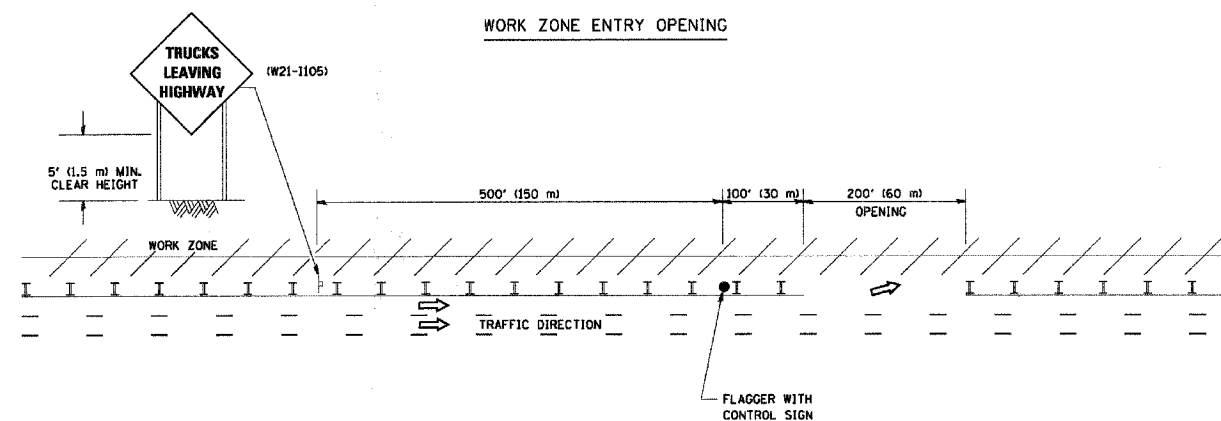 WORK ZONE ENTRY OPENING
TRUCKS
LEAVING
HIGHWAY
(W21-I105)
5' (1.5 m) MIN.
CLEAR HEIGHT
500' (150 m)
100' (30 m)
200' (60 m)
OPENING
WORK ZONE
TRAFFIC DIRECTION
FLAGGER WITH
CONTROL SIGN